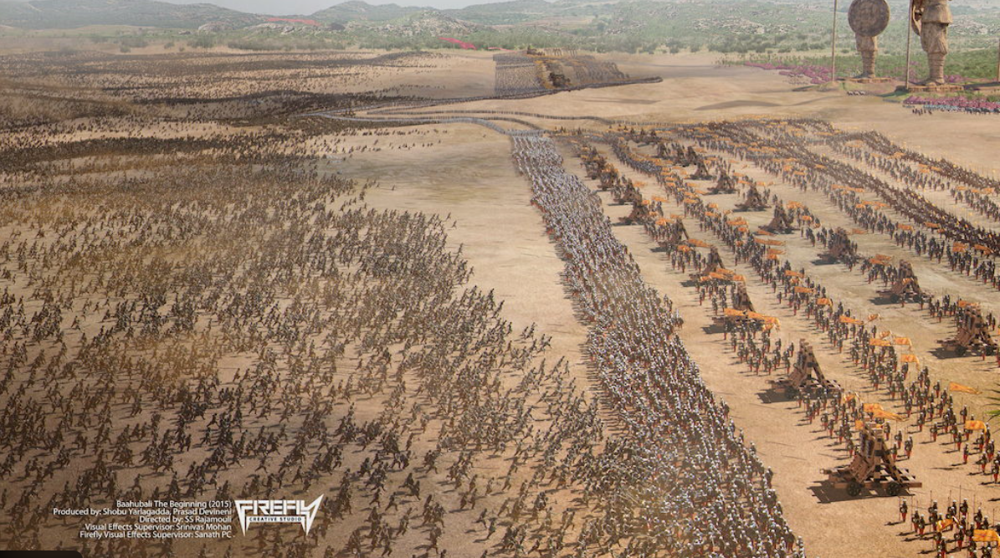 Baahubali The Beginning (2015)
Produced by: Shobu Yarlagadda, Prasad Devineni
Directed by: SS Rajamouli
Visual Effects Supervisor: Srinivas Mohan
Firefly Visual Effects Supervisor: Sanath PC
FIREFLY
CREATIVE STUDIO